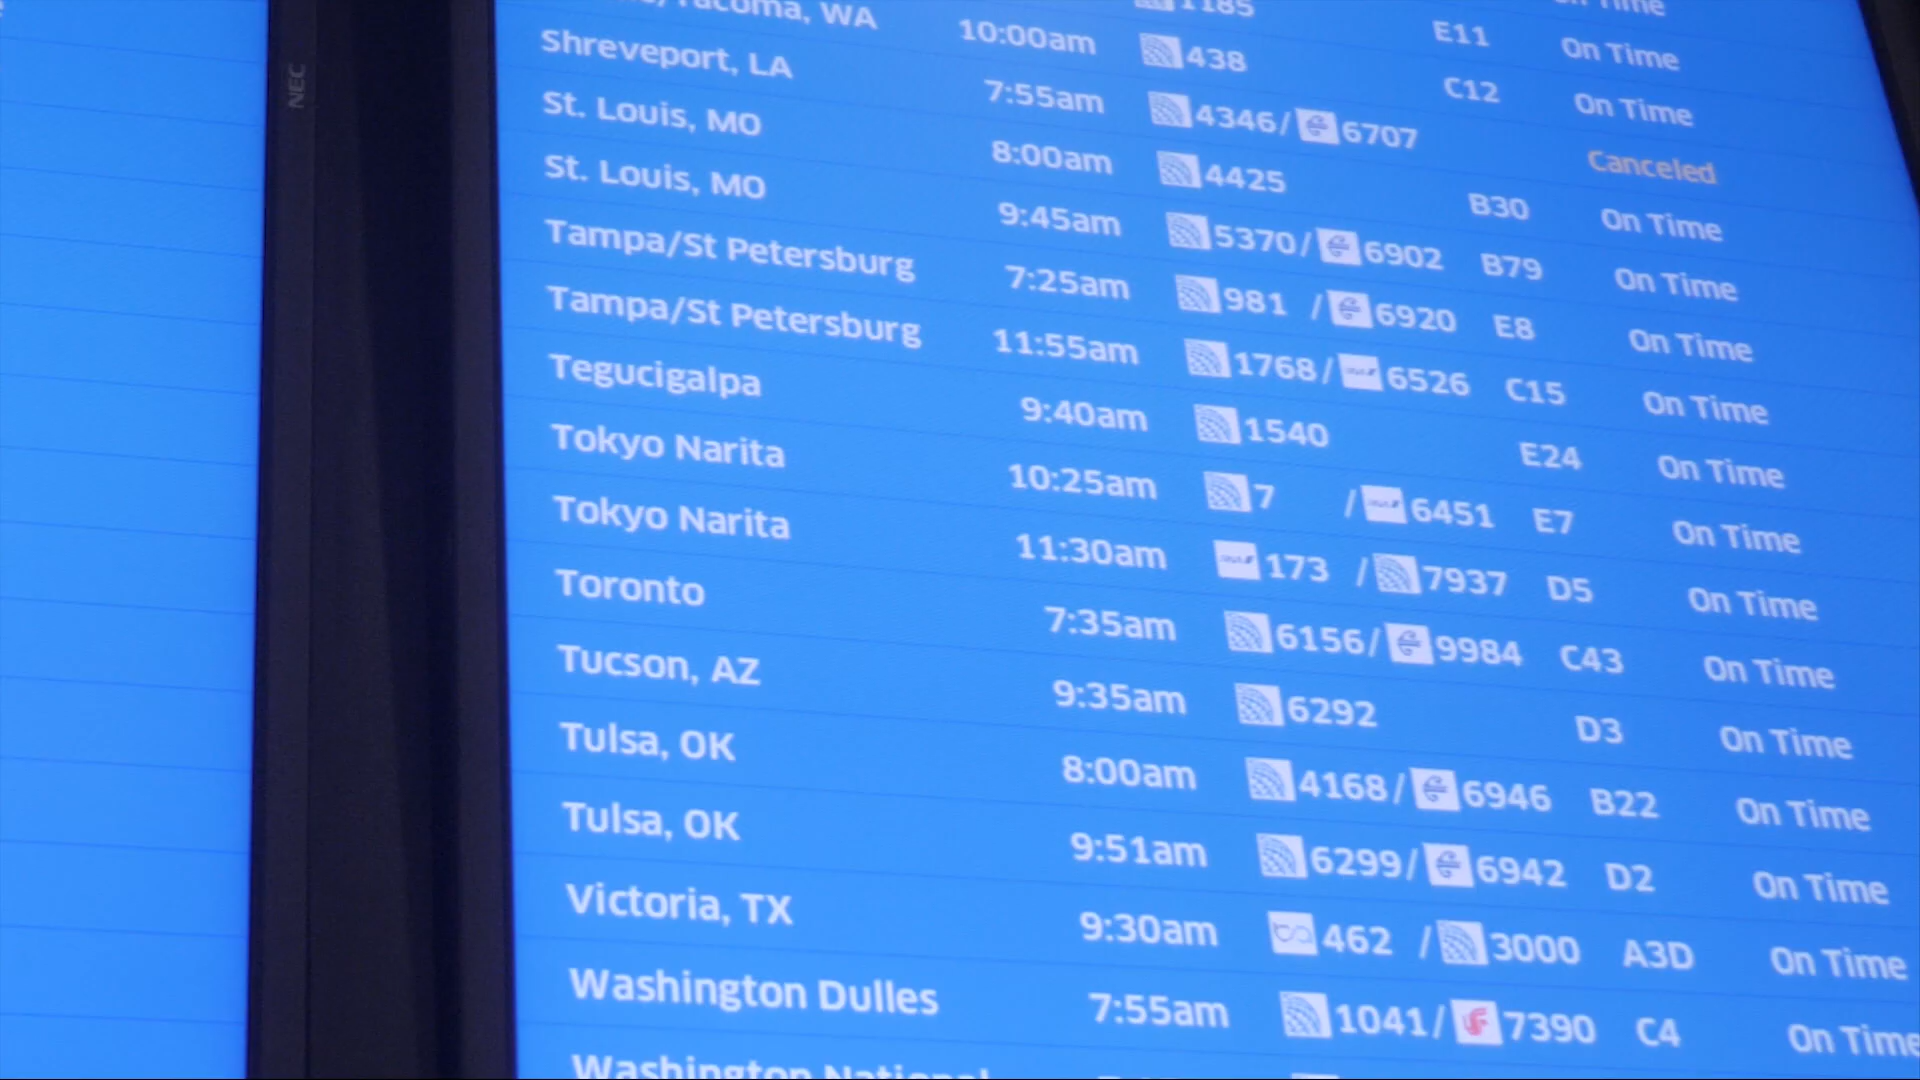 NEC
1185 E11 On Time
Tacoma, WA 10:00am 438 C12 On Time
Shreveport, LA 7:55am 4346/ 6707 Canceled
St. Louis, MO 8:00am 4425 B30 On Time
St. Louis, MO 9:45am 5370/ 6902 B79 On Time
Tampa/St Petersburg 7:25am 981 / 6920 E8 On Time
Tampa/St Petersburg 11:55am 1768/ 6526 C15 On Time
Tegucigalpa 9:40am 1540 E24 On Time
Tokyo Narita 10:25am 7 / 6451 E7 On Time
Tokyo Narita 11:30am 173 / 7937 D5 On Time
Toronto 7:35am 6156/ 9984 C43 On Time
Tucson, AZ 9:35am 6292 D3 On Time
Tulsa, OK 8:00am 4168/ 6946 B22 On Time
Tulsa, OK 9:51am 6299/ 6942 D2 On Time
Victoria, TX 9:30am 462 / 3000 A3D On Time
Washington Dulles 7:55am 1041/ 7390 C4 On Time
Washington National